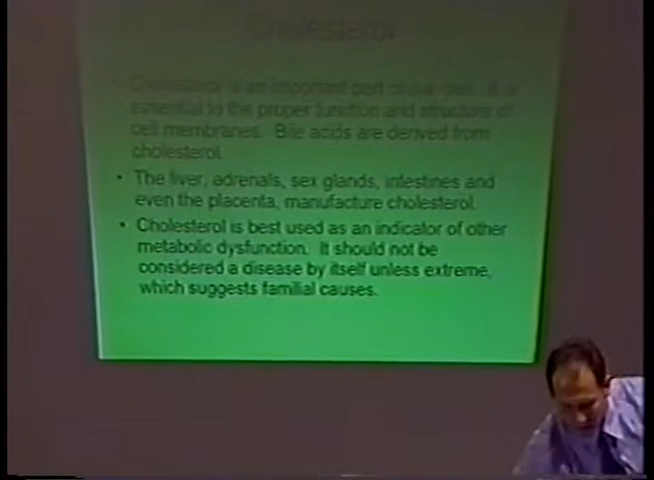 Cholesterol
Cholesterol is an important part of the diet. It is
essential to the proper function and structure of
cell membranes. Bile acids are derived from
cholesterol.
• The liver, adrenals, sex glands, intestines and
even the placenta, manufacture cholesterol.
• Cholesterol is best used as an indicator of other
metabolic dysfunction. It should not be
considered a disease by itself unless extreme,
which suggests familial causes.